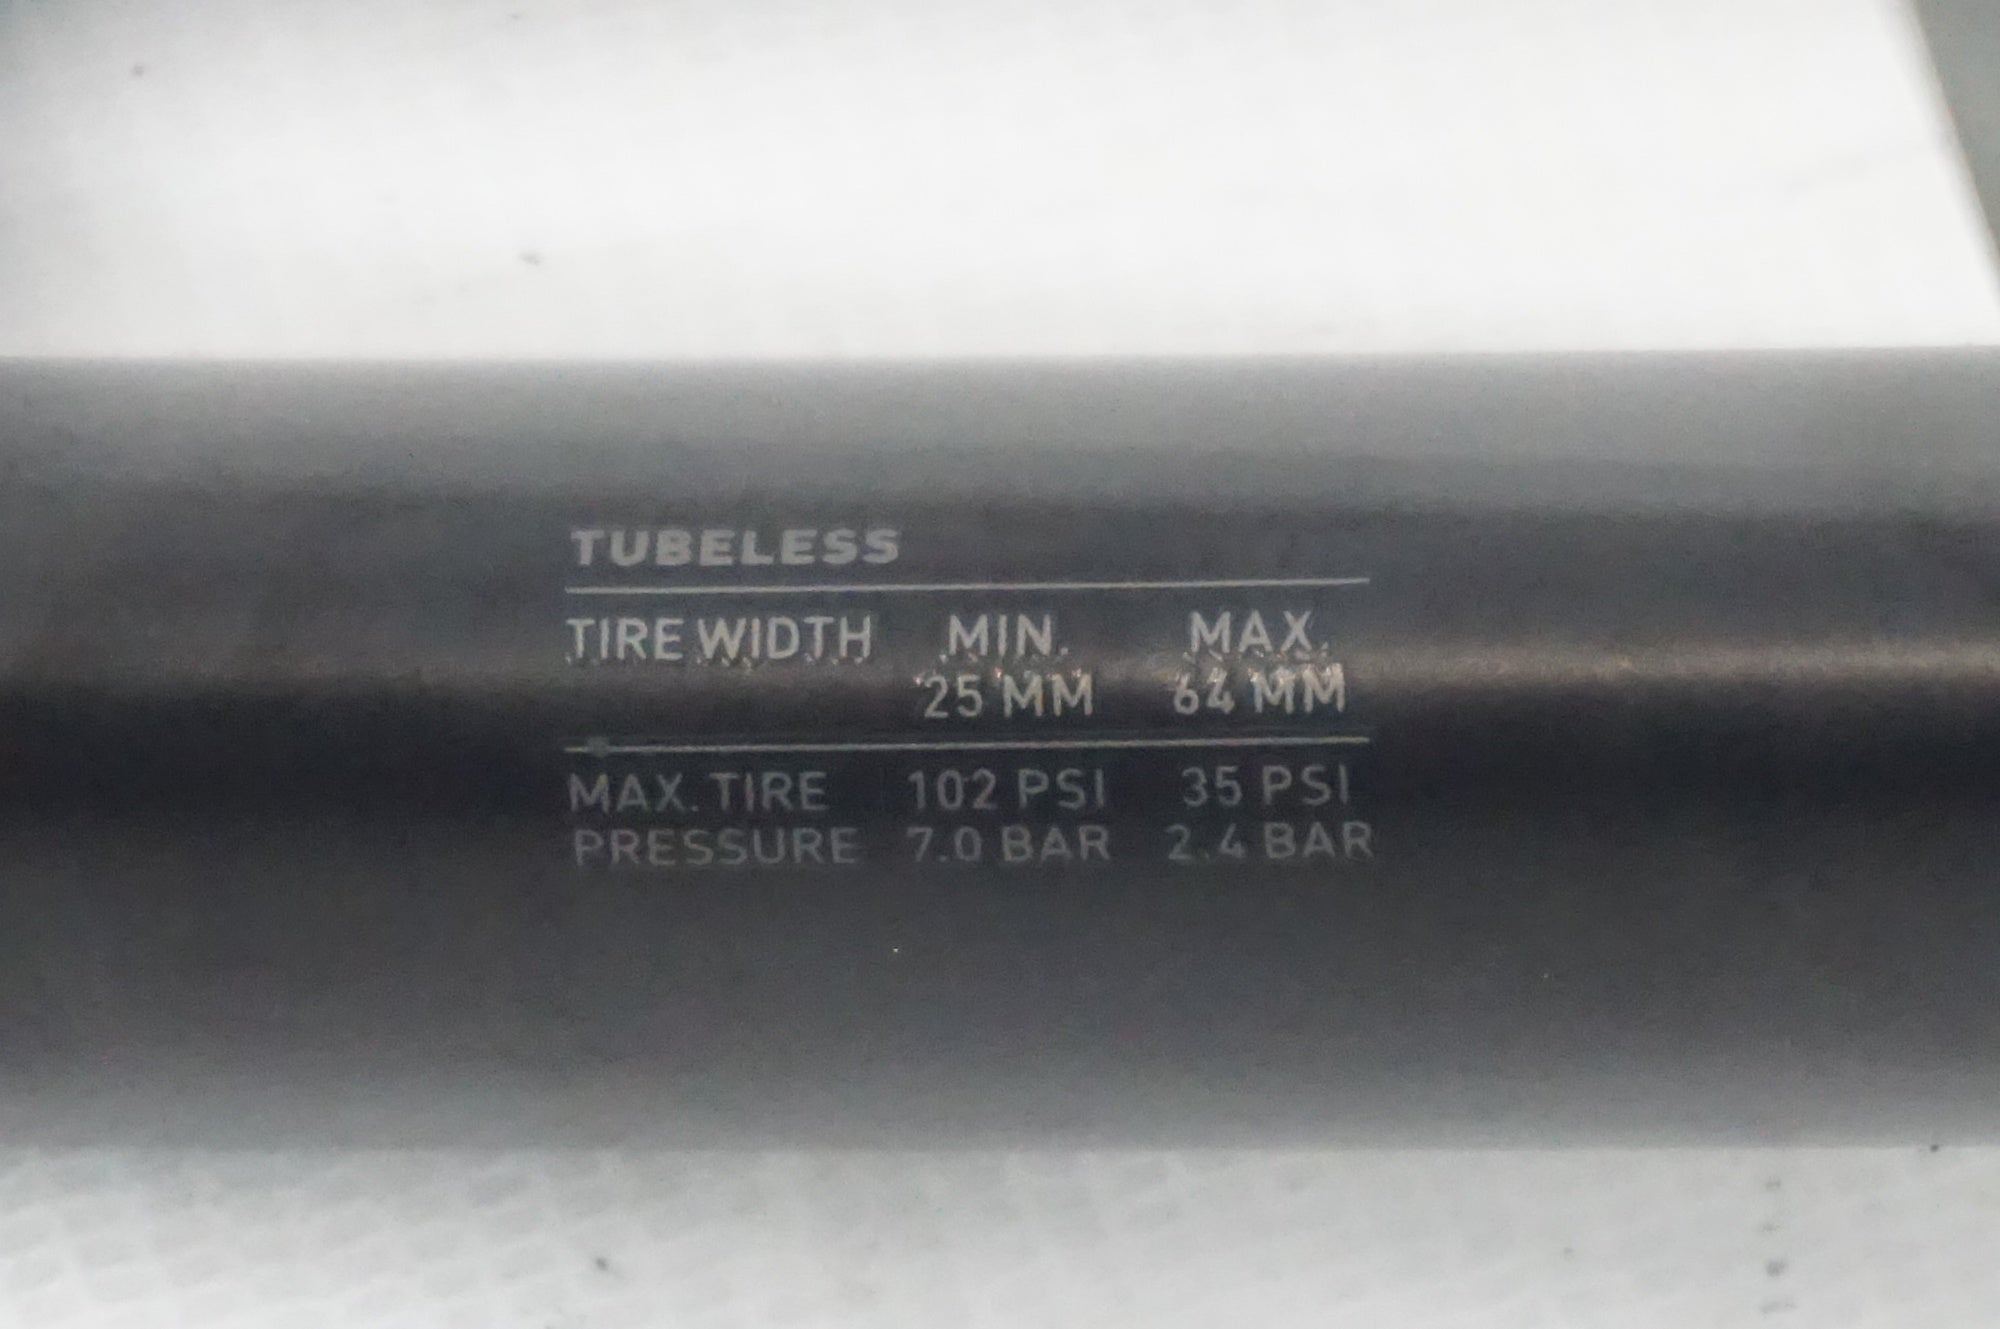 TUBELESS
TIRE WIDTH MIN. MAX.
25 MM 64 MM
MAX. TIRE 102 PSI 35 PSI
PRESSURE 7.0 BAR 2.4 BAR